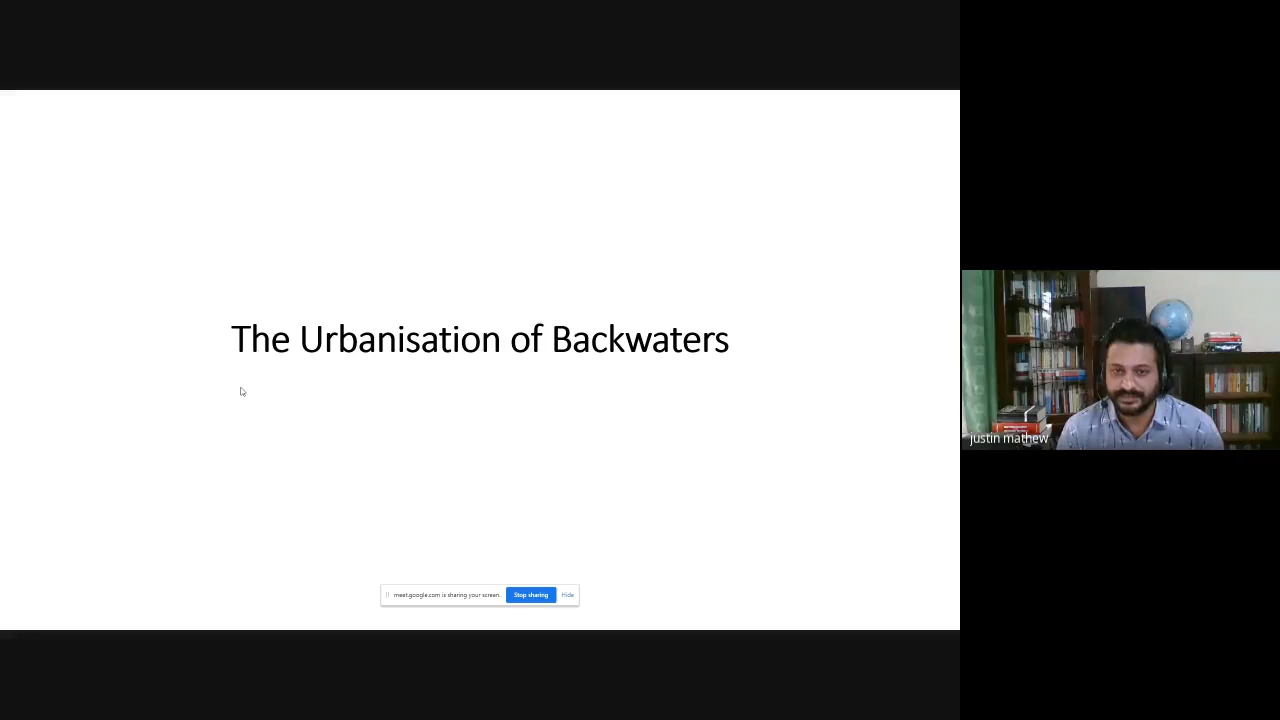 The Urbanisation of Backwaters
meet.google.com is sharing your screen.
Stop sharing
Hide
justin mathew